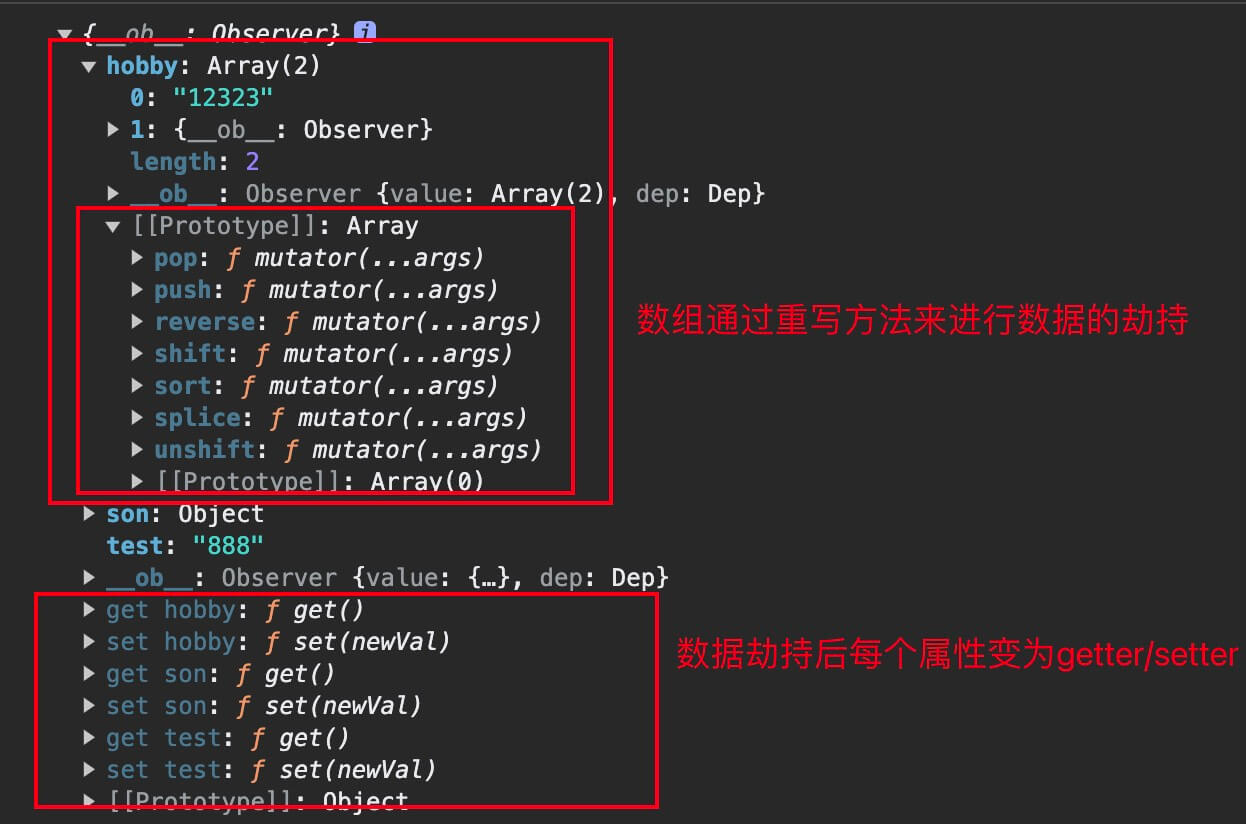 ▼ {__ob__: Observer} i
▼ hobby: Array(2)
0: "12323"
▶ 1: {__ob__: Observer}
length: 2
▶ __ob__: Observer {value: Array(2), dep: Dep}
▼ [[Prototype]]: Array
▶ pop: ƒ mutator(...args)
▶ push: ƒ mutator(...args)
▶ reverse: ƒ mutator(...args)
数组通过重写方法来进行数据的劫持
▶ shift: ƒ mutator(...args)
▶ sort: ƒ mutator(...args)
▶ splice: ƒ mutator(...args)
▶ unshift: ƒ mutator(...args)
▶ [[Prototype]]: Array(0)
▶ son: Object
test: "888"
▶ __ob__: Observer {value: {…}, dep: Dep}
▶ get hobby: ƒ get()
▶ set hobby: ƒ set(newVal)
数据劫持后每个属性变为getter/setter
▶ get son: ƒ get()
▶ set son: ƒ set(newVal)
▶ get test: ƒ get()
▶ set test: ƒ set(newVal)
▶ [[Prototype]]: Object